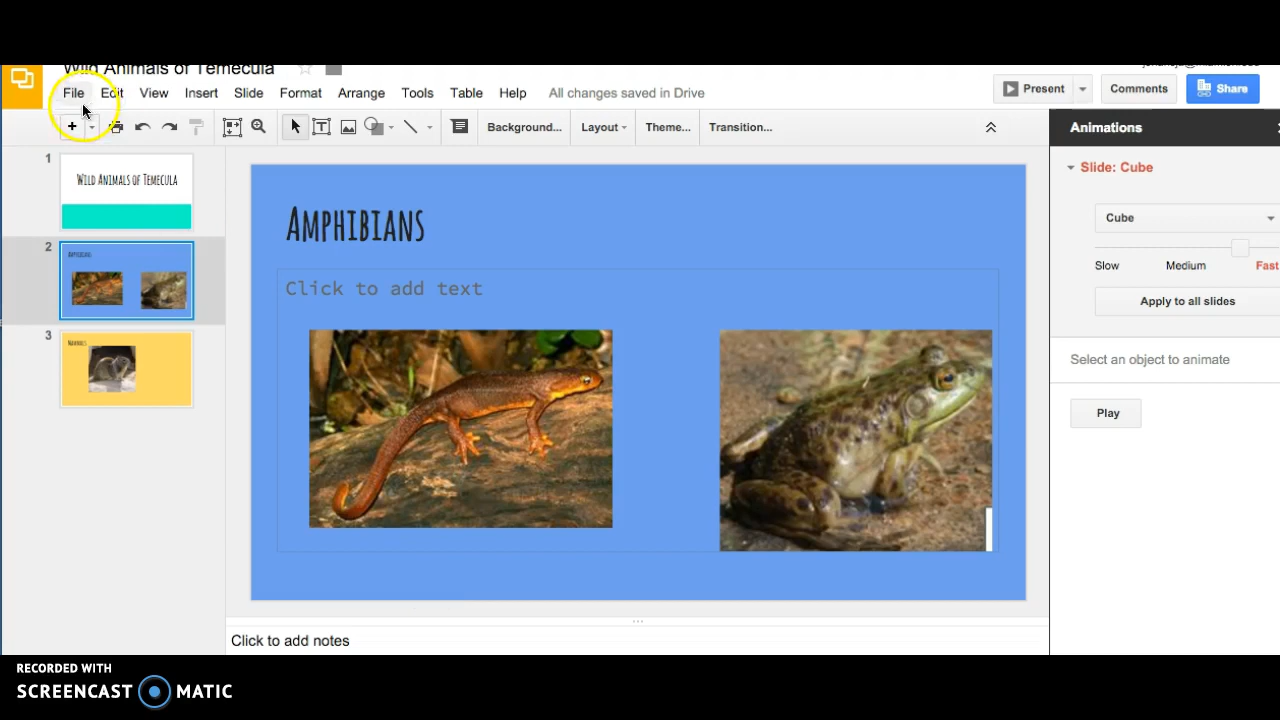 Wild Animals of Temecula
File Edit View Insert Slide Format Arrange Tools Table Help All changes saved in Drive
Present Comments Share
Background... Layout Theme... Transition...
Animations
Slide: Cube
Cube
Slow Medium Fast
Apply to all slides
Select an object to animate
Play
1
Wild Animals of Temecula
2
Amphibians
3
Mammals
Amphibians
Click to add text
Click to add notes
RECORDED WITH
SCREENCAST MATIC